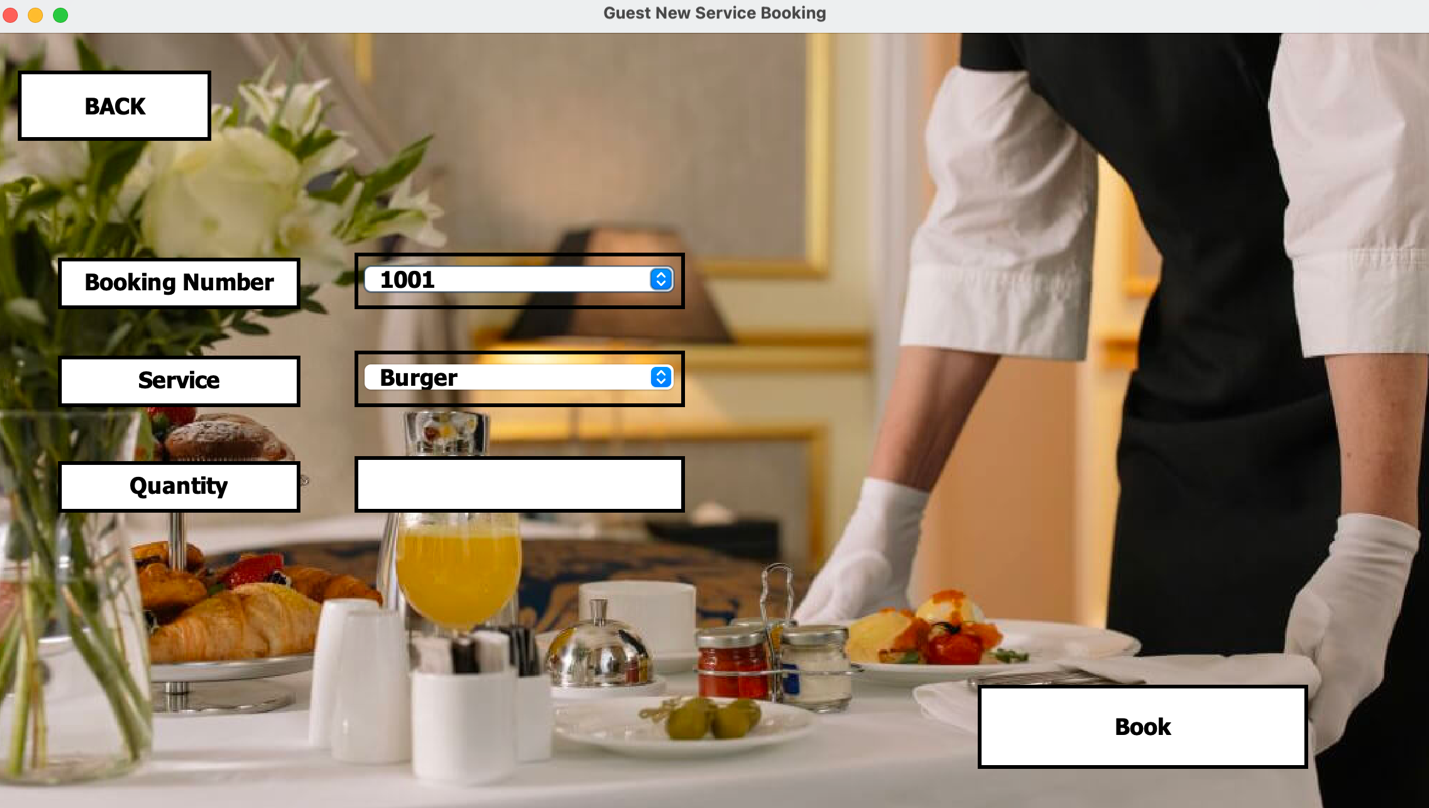 Guest New Service Booking
BACK
Booking Number
1001
Service
Burger
Quantity
Book